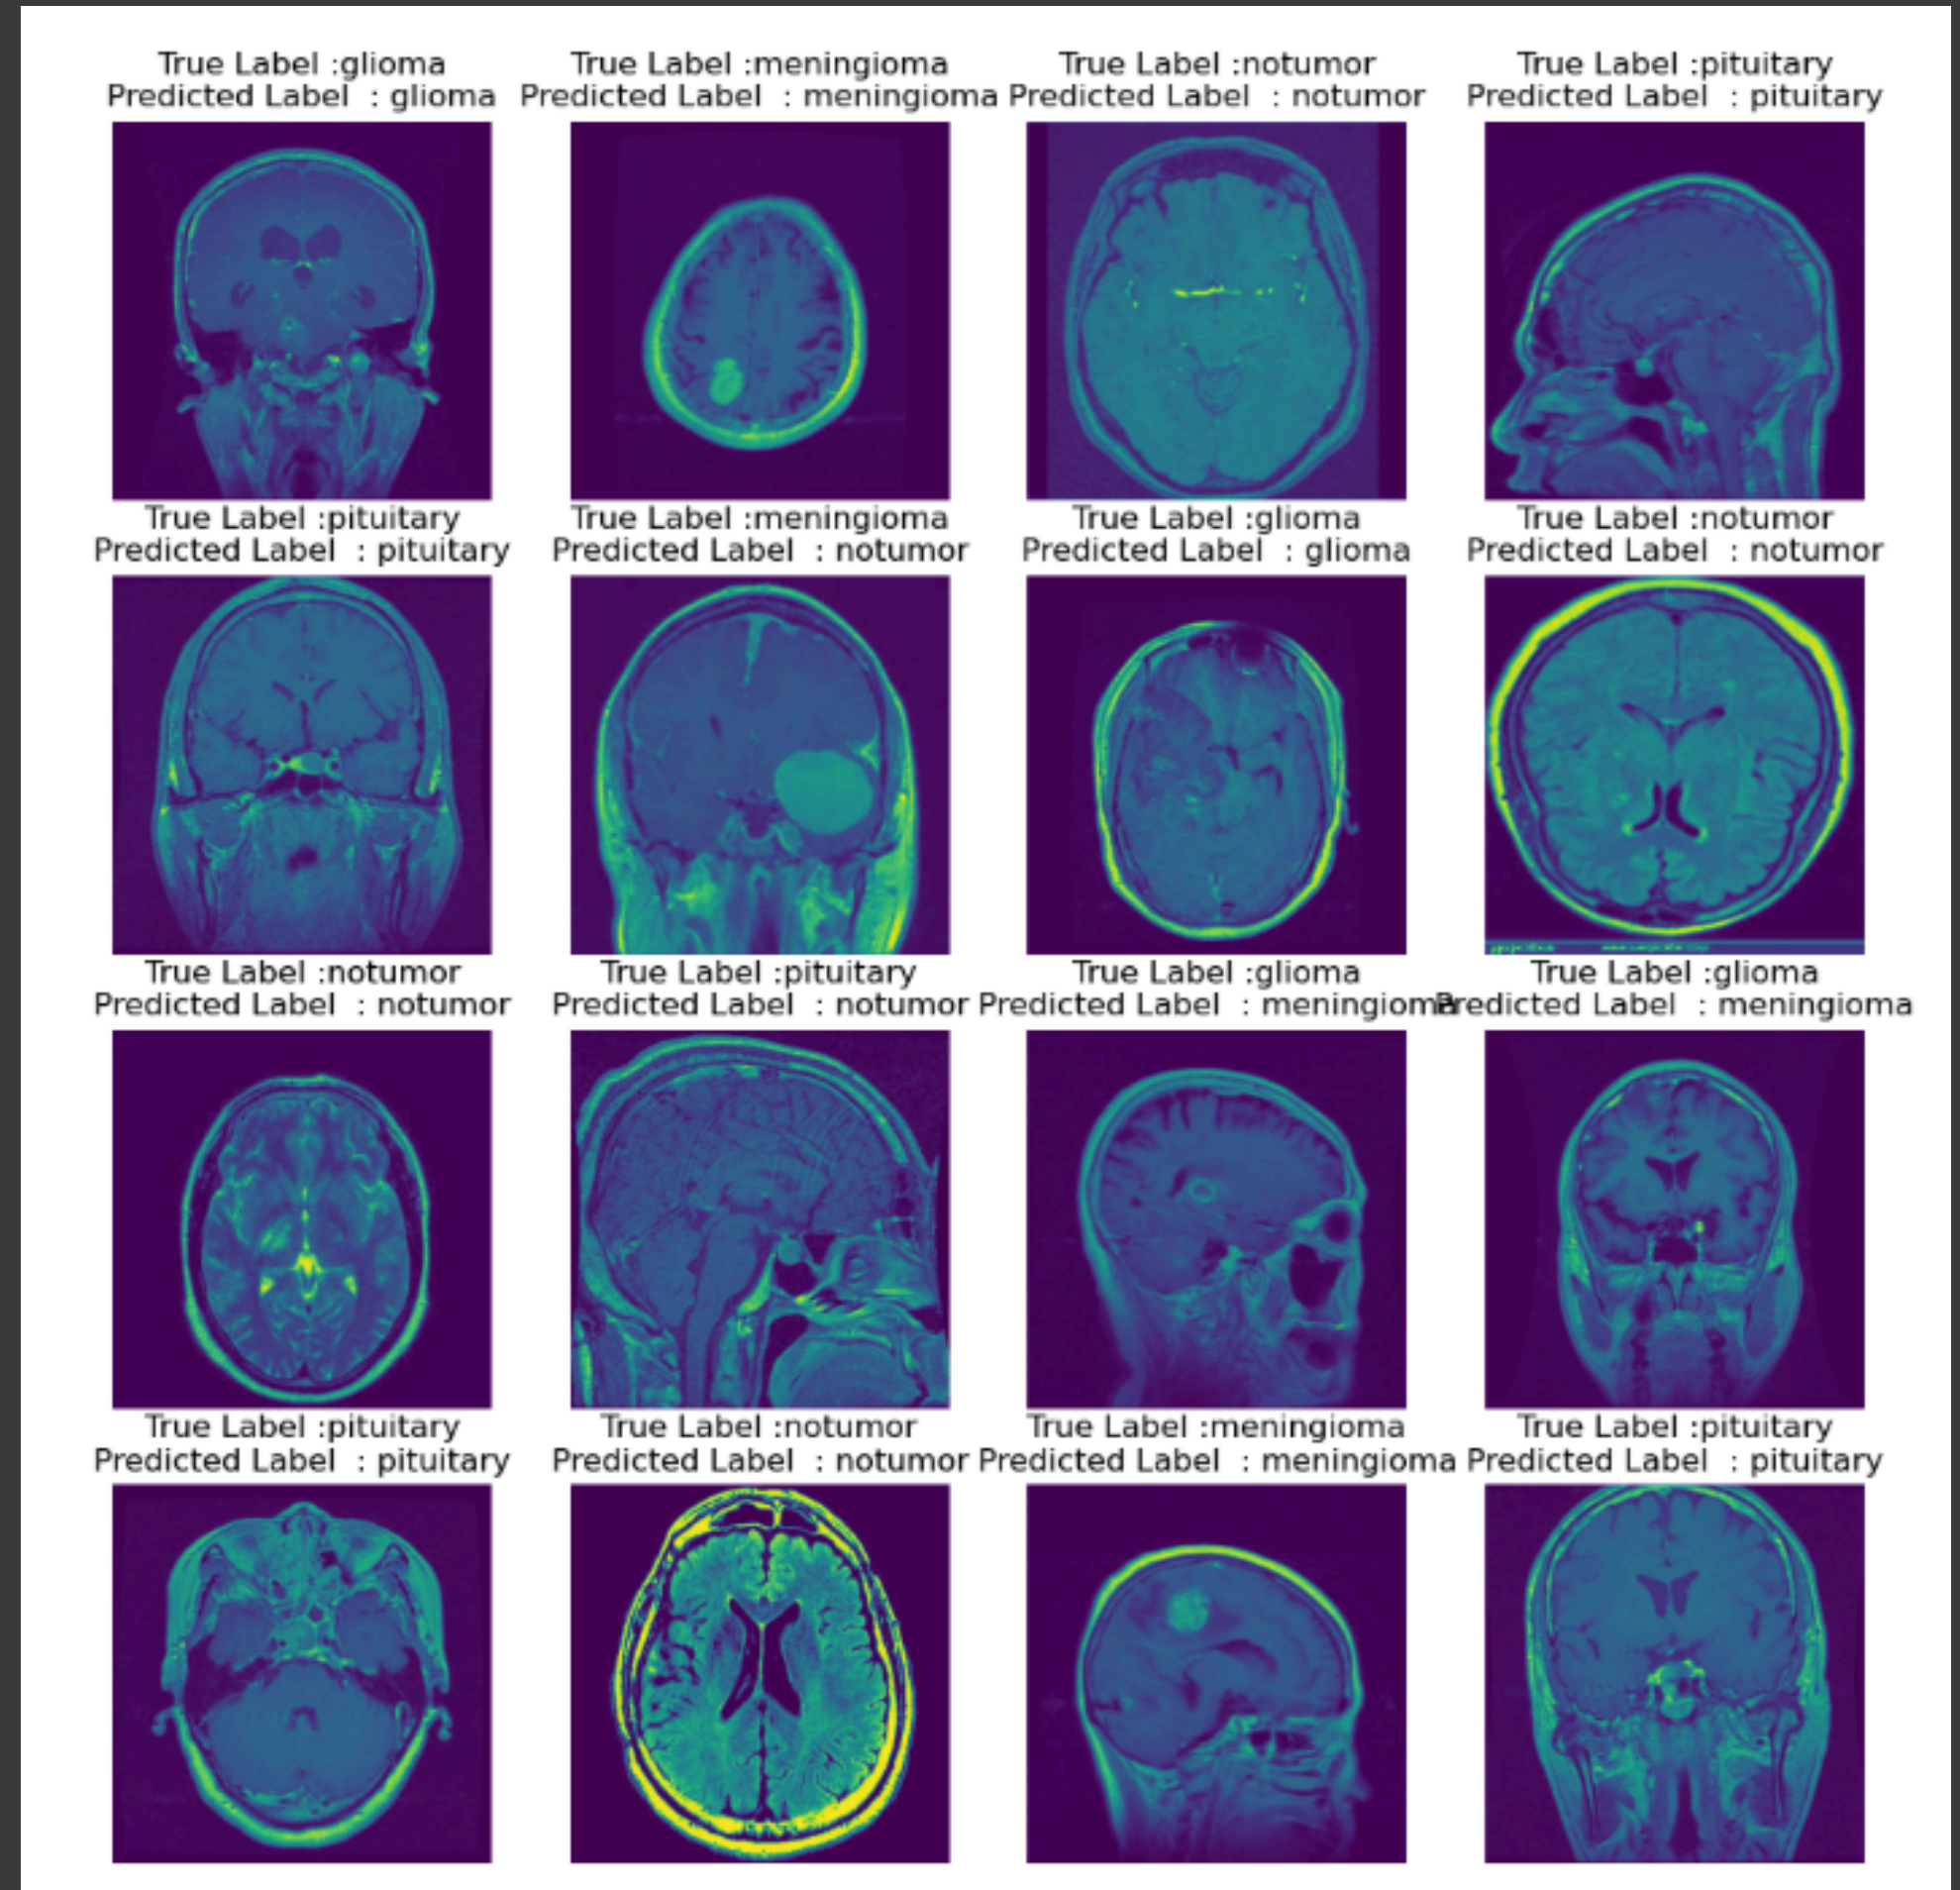 True Label :glioma
Predicted Label : glioma
True Label :meningioma
Predicted Label : meningioma
True Label :notumor
Predicted Label : notumor
True Label :pituitary
Predicted Label : pituitary
True Label :pituitary
Predicted Label : pituitary
True Label :meningioma
Predicted Label : notumor
True Label :glioma
Predicted Label : glioma
True Label :notumor
Predicted Label : notumor
True Label :notumor
Predicted Label : notumor
True Label :pituitary
Predicted Label : notumor
True Label :glioma
Predicted Label : meningioma
True Label :glioma
Predicted Label : meningioma
True Label :pituitary
Predicted Label : pituitary
True Label :notumor
Predicted Label : notumor
True Label :meningioma
Predicted Label : meningioma
True Label :pituitary
Predicted Label : pituitary